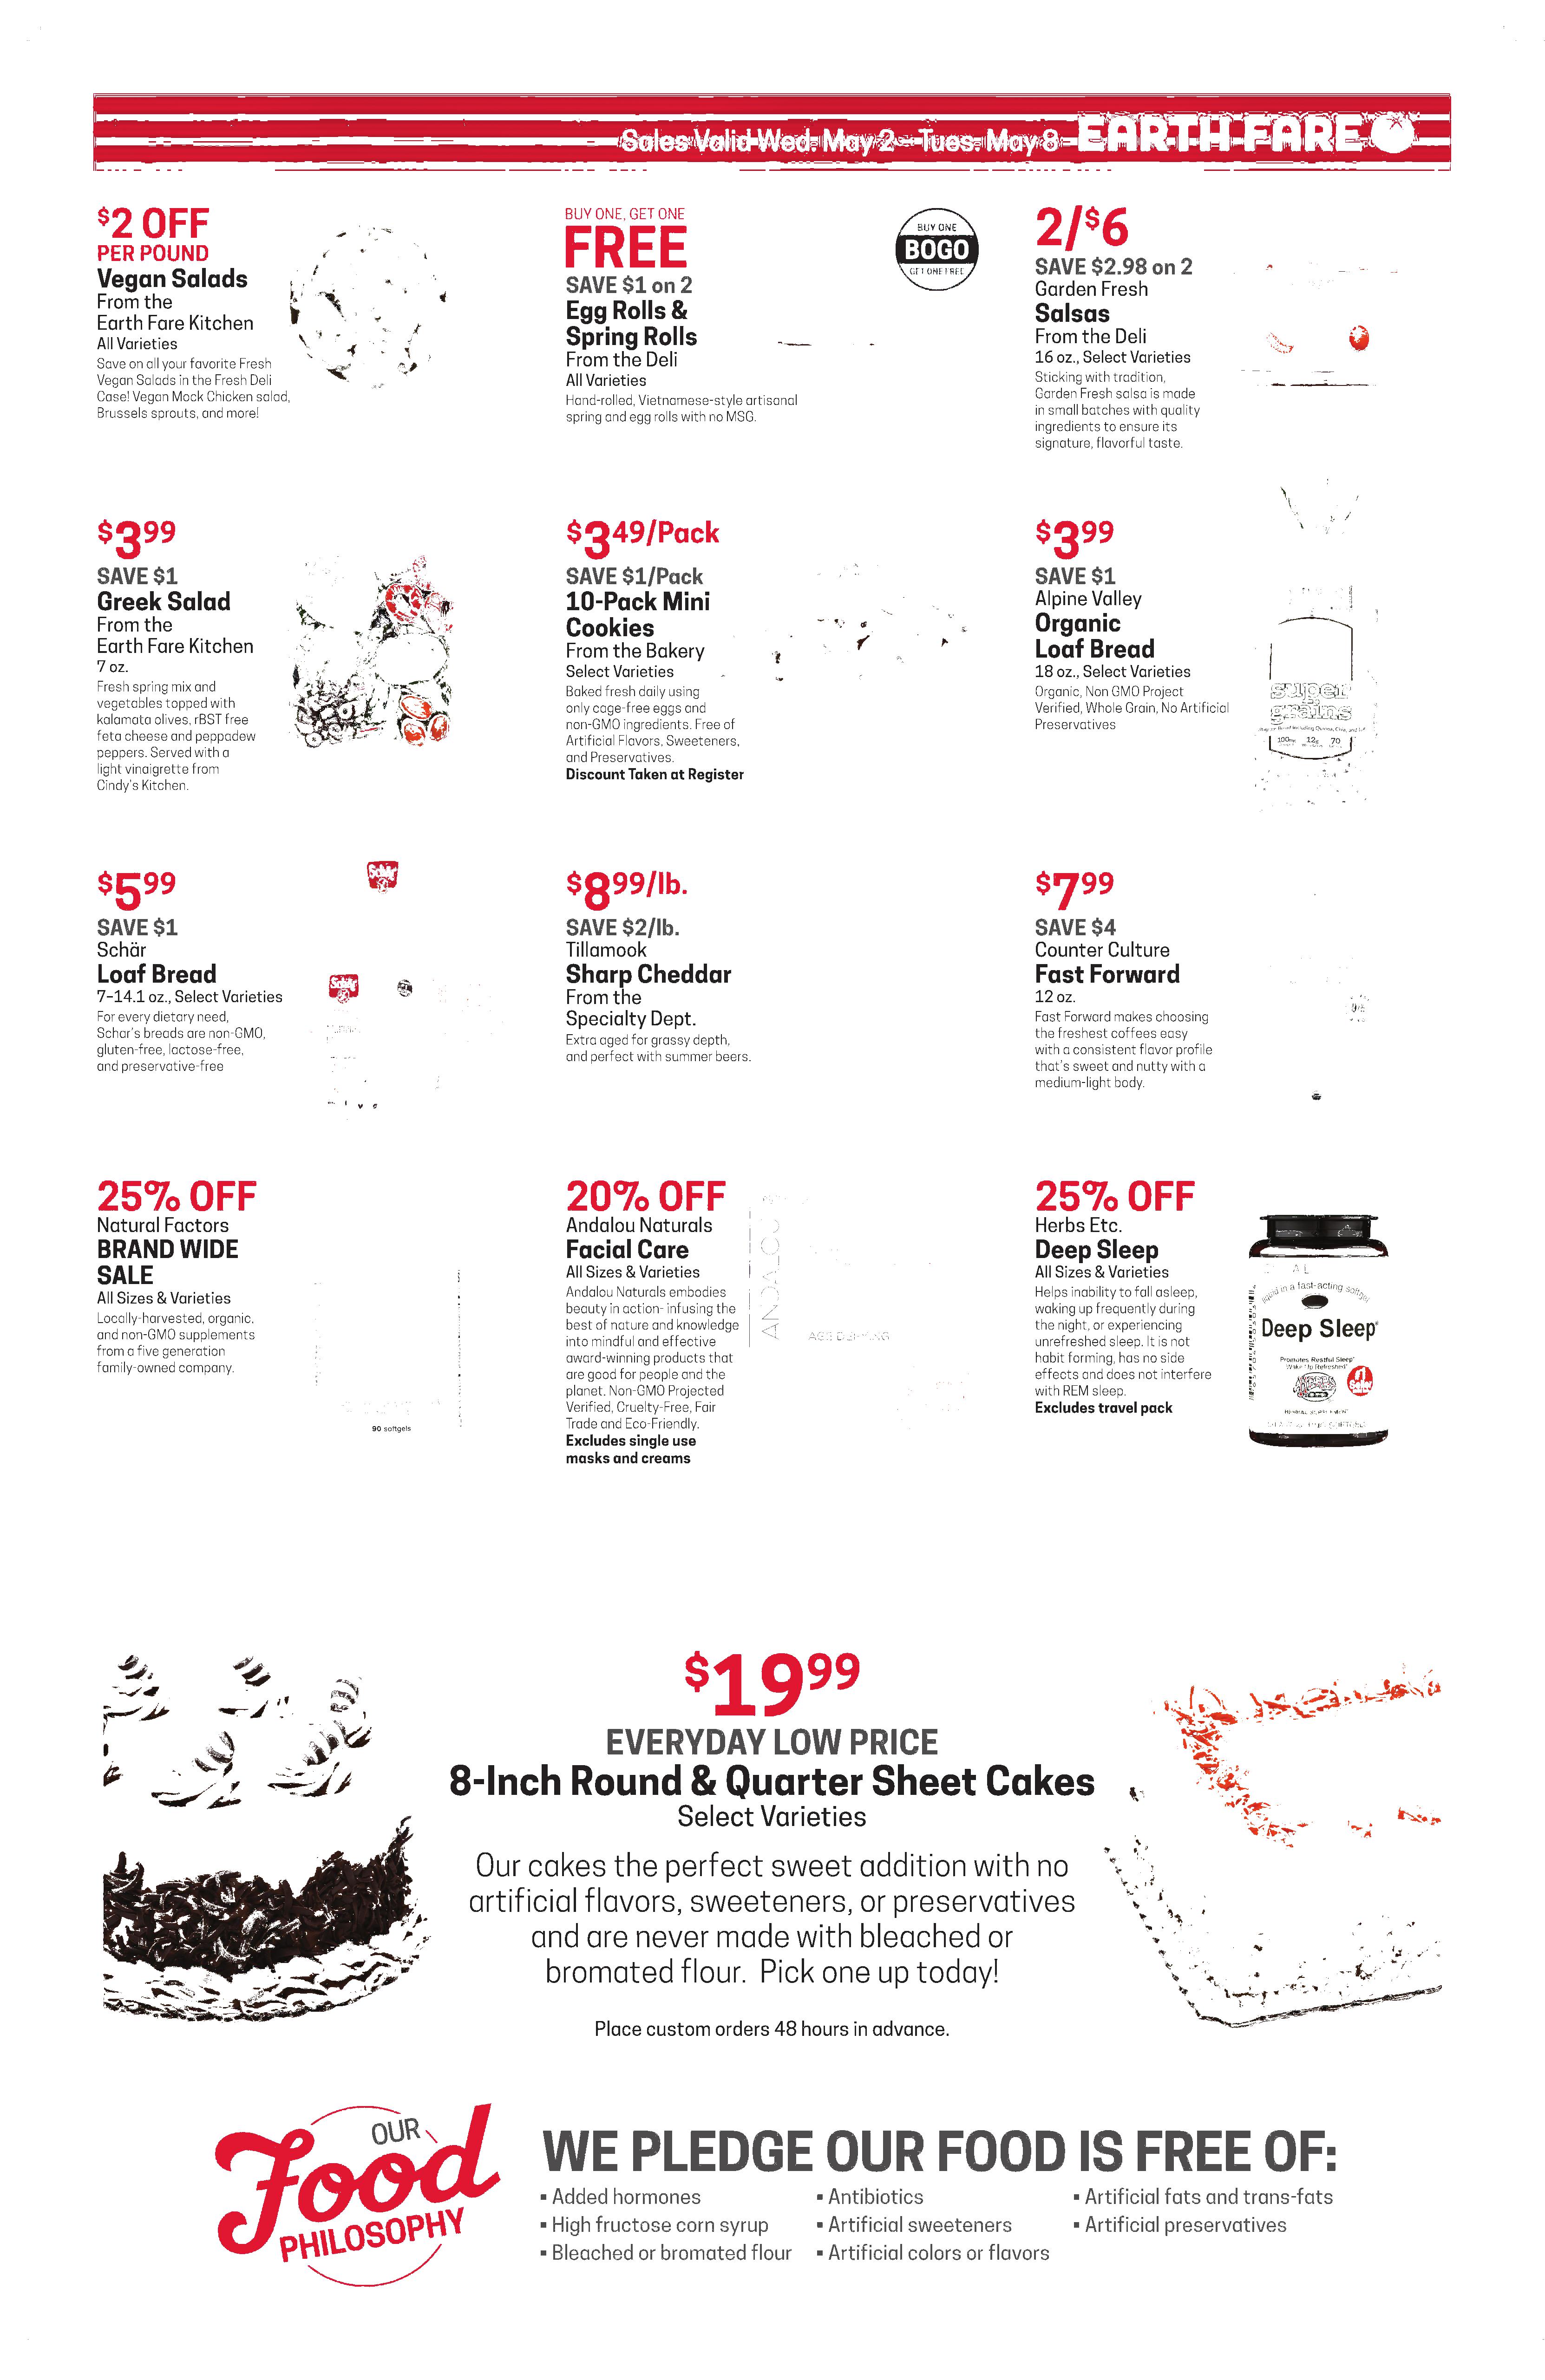 Sales Valid Wed. May 2 - Tues. May 8 EARTH FARE
$2 OFF
PER POUND
Vegan Salads
From the
Earth Fare Kitchen
All Varieties
Save on all your favorite Fresh
Vegan Salads in the Fresh Deli
Case! Vegan Mock Chicken salad,
Brussels sprouts, and more!
BUY ONE, GET ONE
FREE
SAVE $1 on 2
Egg Rolls &
Spring Rolls
From the Deli
All Varieties
Hand-rolled, Vietnamese-style artisanal
spring and egg rolls with no MSG.
BUY ONE
BOGO
GET ONE FREE
2/$6
SAVE $2.98 on 2
Garden Fresh
Salsas
From the Deli
16 oz., Select Varieties
Sticking with tradition,
Garden Fresh salsa is made
in small batches with quality
ingredients to ensure its
signature, flavorful taste.
$3 99
SAVE $1
Greek Salad
From the
Earth Fare Kitchen
7 oz.
Fresh spring mix and
vegetables topped with
kalamata olives, rBST free
feta cheese and peppadew
peppers. Served with a
light vinaigrette from
Cindy's Kitchen.
$3 49/Pack
SAVE $1/Pack
10-Pack Mini
Cookies
From the Bakery
Select Varieties
Baked fresh daily using
only cage-free eggs and
non-GMO ingredients. Free of
Artificial Flavors, Sweeteners,
and Preservatives.
Discount Taken at Register
$3 99
SAVE $1
Alpine Valley
Organic
Loaf Bread
18 oz., Select Varieties
Organic, Non GMO Project
Verified, Whole Grain, No Artificial
Preservatives
super
grains
100mg 12g 70
$5 99
SAVE $1
Schär
Loaf Bread
7-14.1 oz., Select Varieties
For every dietary need,
Schar's breads are non-GMO,
gluten-free, lactose-free,
and preservative-free
Schär
Schär
$8 99/lb.
SAVE $2/lb.
Tillamook
Sharp Cheddar
From the
Specialty Dept.
Extra aged for grassy depth,
and perfect with summer beers.
$7 99
SAVE $4
Counter Culture
Fast Forward
12 oz.
Fast Forward makes choosing
the freshest coffees easy
with a consistent flavor profile
that's sweet and nutty with a
medium-light body.
25% OFF
Natural Factors
BRAND WIDE
SALE
All Sizes & Varieties
Locally-harvested, organic,
and non-GMO supplements
from a five generation
family-owned company.
90 softgels
20% OFF
Andalou Naturals
Facial Care
All Sizes & Varieties
Andalou Naturals embodies
beauty in action- infusing the
best of nature and knowledge
into mindful and effective
award-winning products that
are good for people and the
planet. Non-GMO Projected
Verified, Cruelty-Free, Fair
Trade and Eco-Friendly.
Excludes single use
masks and creams
ANDALOU
25% OFF
Herbs Etc.
Deep Sleep
All Sizes & Varieties
Helps inability to fall asleep,
waking up frequently during
the night, or experiencing
unrefreshed sleep. It is not
habit forming, has no side
effects and does not interfere
with REM sleep.
Excludes travel pack
liquid in a fast-acting softgel
Deep Sleep
Promotes Restful Sleep
Wake Up Refreshed
$19 99
EVERYDAY LOW PRICE
8-Inch Round & Quarter Sheet Cakes
Select Varieties
Our cakes the perfect sweet addition with no
artificial flavors, sweeteners, or preservatives
and are never made with bleached or
bromated flour. Pick one up today!
Place custom orders 48 hours in advance.
OUR
Food
PHILOSOPHY
WE PLEDGE OUR FOOD IS FREE OF:
▪ Added hormones
▪ High fructose corn syrup
▪ Bleached or bromated flour
▪ Antibiotics
▪ Artificial sweeteners
▪ Artificial colors or flavors
▪ Artificial fats and trans-fats
▪ Artificial preservatives